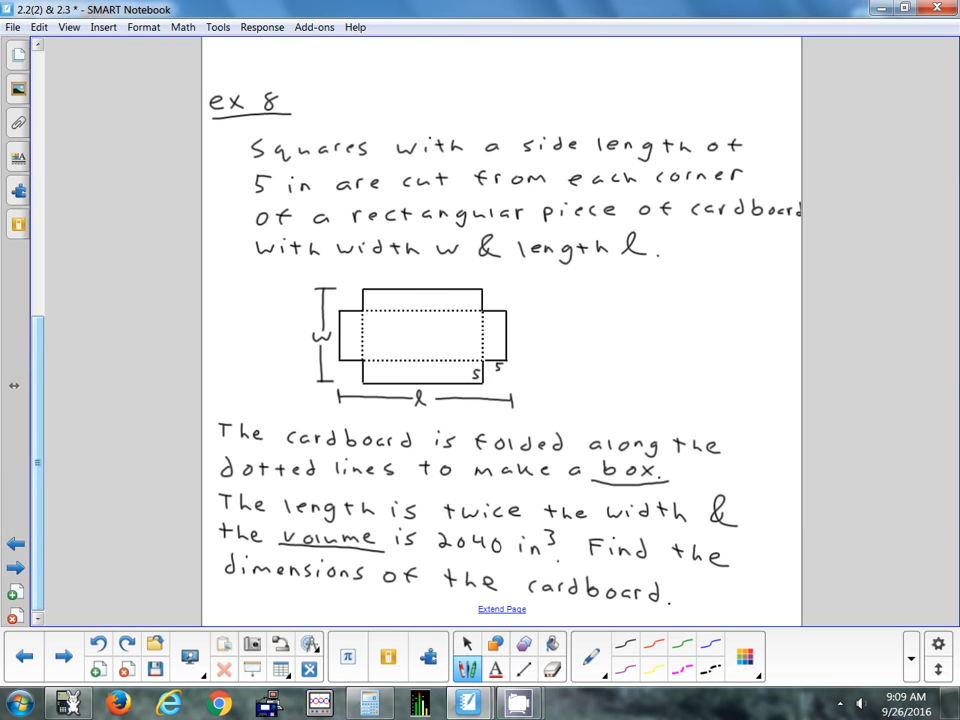 2.2(2) & 2.3 * - SMART Notebook
File Edit View Insert Format Math Tools Response Add-ons Help
ex 8
Squares with a side length of
5 in are cut from each corner
of a rectangular piece of cardboard
with width w & length l.
w
5
5
l
The cardboard is folded along the
dotted lines to make a box.
The length is twice the width &
the volume is 2040 in³. Find the
dimensions of the cardboard.
Extend Page
π
A
9:09 AM
9/26/2016